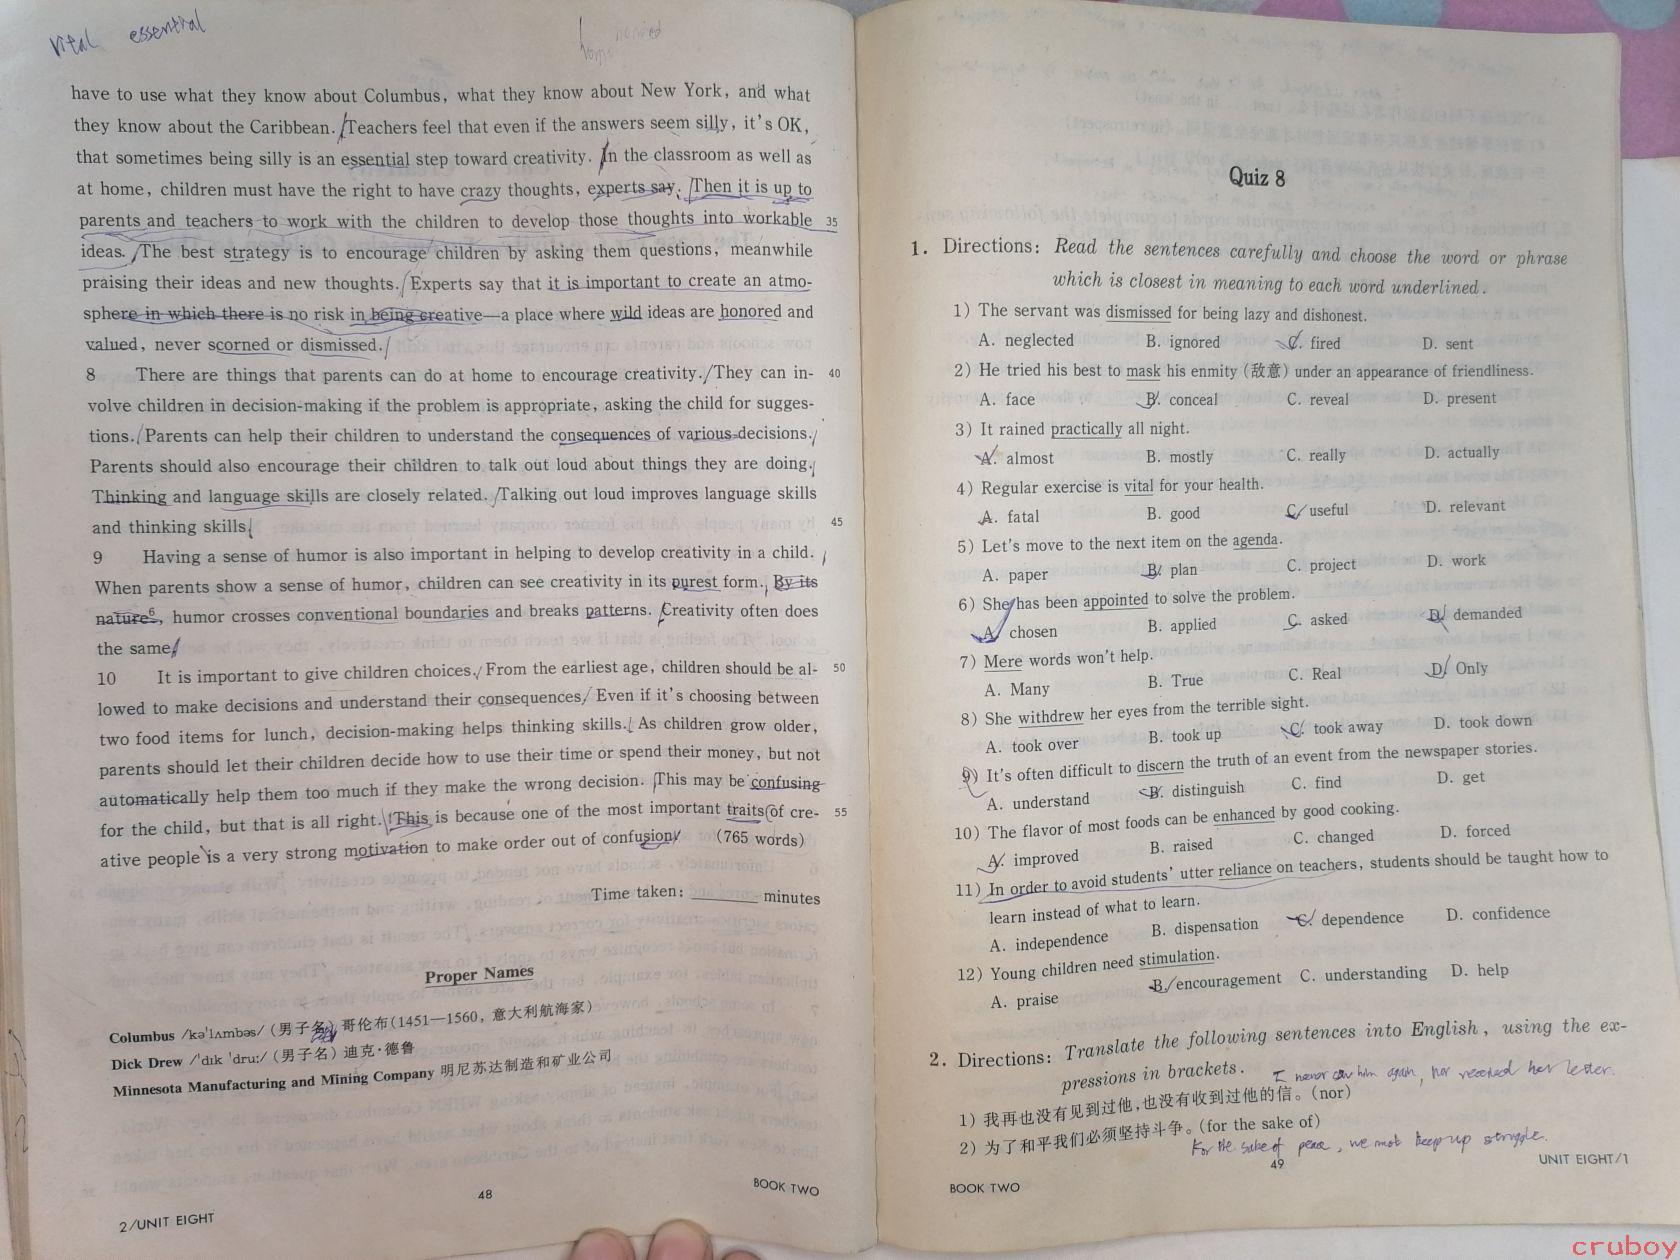 vital essential
have to use what they know about Columbus, what they know about New York, and what
they know about the Caribbean. Teachers feel that even if the answers seem silly, it's OK,
that sometimes being silly is an essential step toward creativity. In the classroom as well as
at home, children must have the right to have crazy thoughts, experts say. Then it is up to
parents and teachers to work with the children to develop those thoughts into workable 35
ideas. The best strategy is to encourage children by asking them questions, meanwhile
praising their ideas and new thoughts. Experts say that it is important to create an atmo-
sphere in which there is no risk in being creative—a place where wild ideas are honored and
valued, never scorned or dismissed.
8 There are things that parents can do at home to encourage creativity. They can in- 40
volve children in decision-making if the problem is appropriate, asking the child for sugges-
tions. Parents can help their children to understand the consequences of various decisions.
Parents should also encourage their children to talk out loud about things they are doing.
Thinking and language skills are closely related. Talking out loud improves language skills
and thinking skills. 45
9 Having a sense of humor is also important in helping to develop creativity in a child.
When parents show a sense of humor, children can see creativity in its purest form. By its
nature⁶, humor crosses conventional boundaries and breaks patterns. Creativity often does
the same.
10 It is important to give children choices. From the earliest age, children should be al- 50
lowed to make decisions and understand their consequences. Even if it's choosing between
two food items for lunch, decision-making helps thinking skills. As children grow older,
parents should let their children decide how to use their time or spend their money, but not
automatically help them too much if they make the wrong decision. This may be confusing
for the child, but that is all right. This is because one of the most important traits of cre- 55
ative people is a very strong motivation to make order out of confusion. (765 words)
Time taken: ______ minutes
Proper Names
Columbus /kə'lʌmbəs/ (男子名) 哥伦布(1451—1560, 意大利航海家)
Dick Drew /'dɪk 'dru:/ (男子名) 迪克·德鲁
Minnesota Manufacturing and Mining Company 明尼苏达制造和矿业公司
48
BOOK TWO
2/UNIT EIGHT
Quiz 8
1. Directions: Read the sentences carefully and choose the word or phrase
which is closest in meaning to each word underlined.
1) The servant was dismissed for being lazy and dishonest.
A. neglected B. ignored C. fired D. sent
2) He tried his best to mask his enmity (敌意) under an appearance of friendliness.
A. face B. conceal C. reveal D. present
3) It rained practically all night.
A. almost B. mostly C. really D. actually
4) Regular exercise is vital for your health.
A. fatal B. good C. useful D. relevant
5) Let's move to the next item on the agenda.
A. paper B. plan C. project D. work
6) She has been appointed to solve the problem.
A. chosen B. applied C. asked D. demanded
7) Mere words won't help.
A. Many B. True C. Real D. Only
8) She withdrew her eyes from the terrible sight.
A. took over B. took up C. took away D. took down
9) It's often difficult to discern the truth of an event from the newspaper stories.
A. understand B. distinguish C. find D. get
10) The flavor of most foods can be enhanced by good cooking.
A. improved B. raised C. changed D. forced
11) In order to avoid students' utter reliance on teachers, students should be taught how to
learn instead of what to learn.
A. independence B. dispensation C. dependence D. confidence
12) Young children need stimulation.
A. praise B. encouragement C. understanding D. help
2. Directions: Translate the following sentences into English, using the ex-
pressions in brackets.
I never saw him again, nor received her letter.
1) 我再也没有见到过他,也没有收到过他的信。(nor)
2) 为了和平我们必须坚持斗争。(for the sake of)
For the sake of peace, we must keep up struggle.
49
UNIT EIGHT/1
BOOK TWO
cruboy